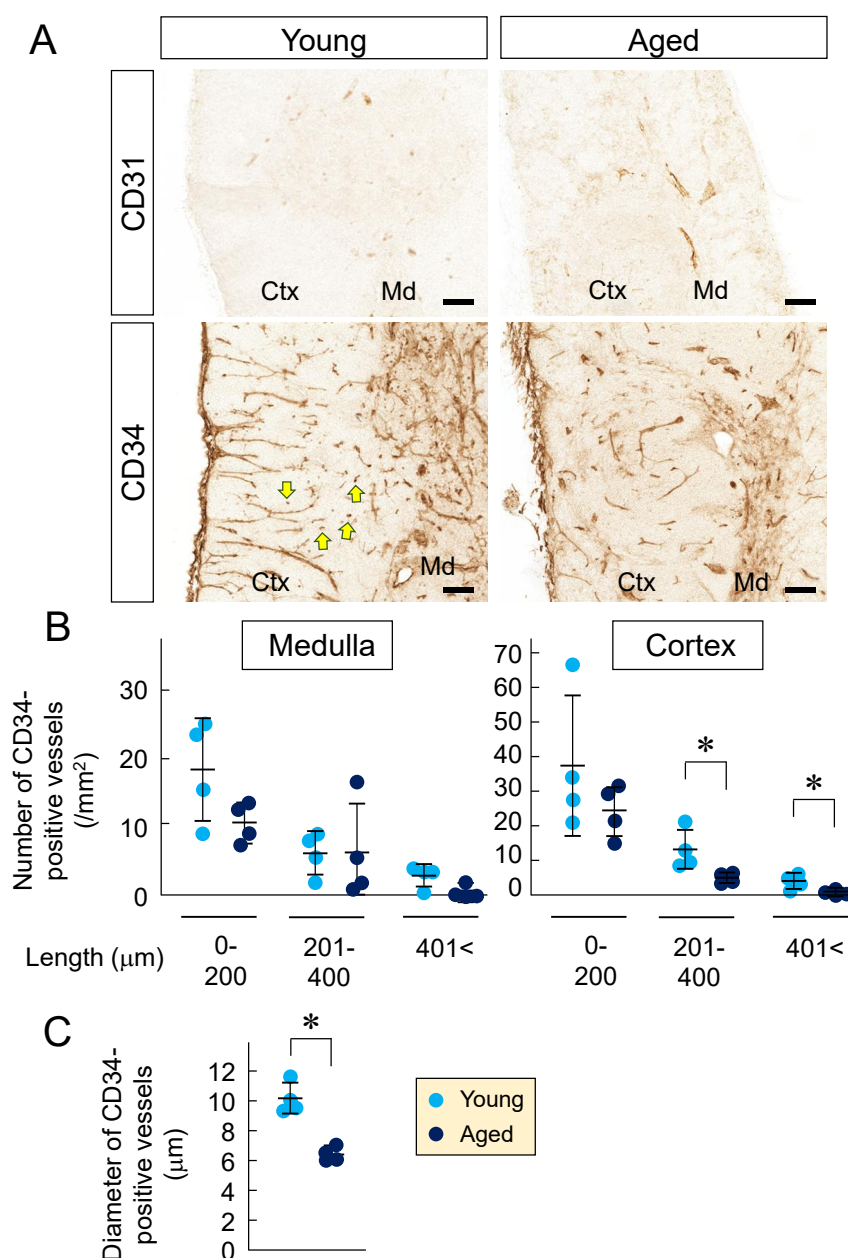 A
Young
Aged
CD31
Ctx
Md
Ctx
Md
CD34
Ctx
Md
Ctx
Md
B
Medulla
Cortex
Number of CD34-
positive vessels
(/mm²)
30
20
10
0
70
60
50
40
30
20
10
0
*
*
Length (μm)
0-
200
201-
400
401<
0-
200
201-
400
401<
C
Diameter of CD34-
positive vessels
(μm)
12
10
8
6
4
2
0
*
Young
Aged